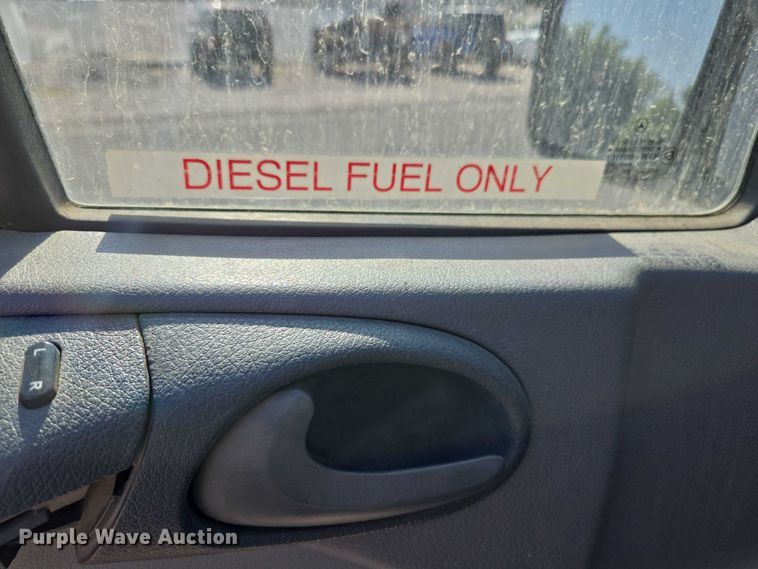 DIESEL FUEL ONLY
L R
Purple Wave Auction